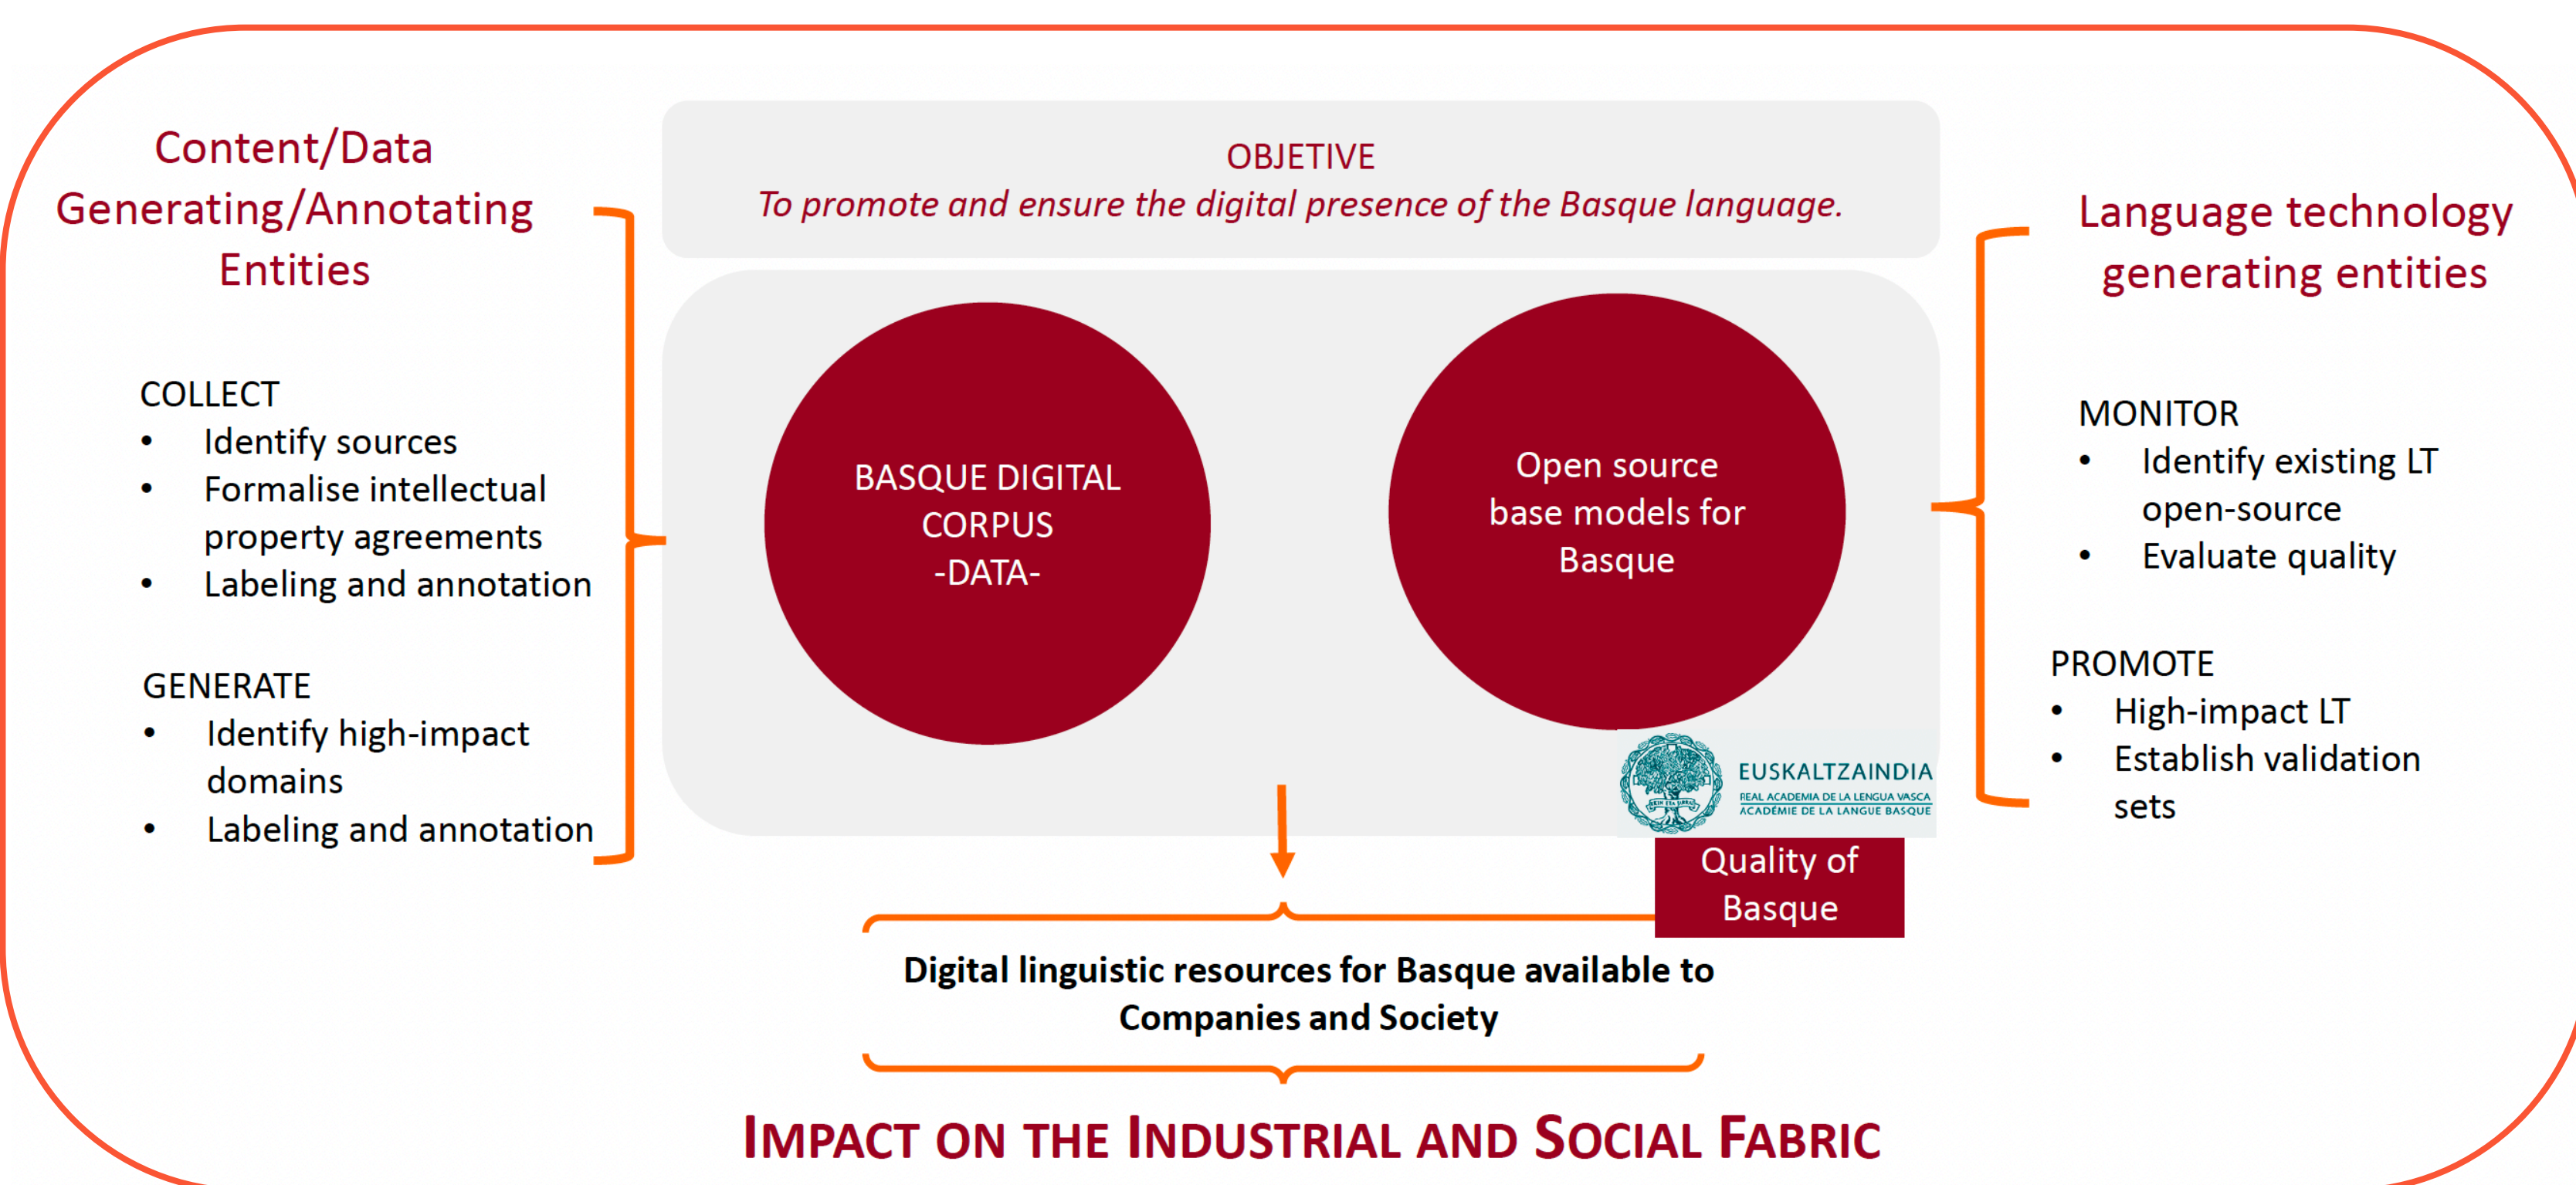 Content/Data
Generating/Annotating
Entities
COLLECT
• Identify sources
• Formalise intellectual
property agreements
• Labeling and annotation
GENERATE
• Identify high-impact
domains
• Labeling and annotation
OBJETIVE
To promote and ensure the digital presence of the Basque language.
BASQUE DIGITAL
CORPUS
-DATA-
Open source
base models for
Basque
EUSKALTZAINDIA
REAL ACADEMIA DE LA LENGUA VASCA
ACADÉMIE DE LA LANGUE BASQUE
Quality of
Basque
Language technology
generating entities
MONITOR
• Identify existing LT
open-source
• Evaluate quality
PROMOTE
• High-impact LT
• Establish validation
sets
Digital linguistic resources for Basque available to
Companies and Society
IMPACT ON THE INDUSTRIAL AND SOCIAL FABRIC